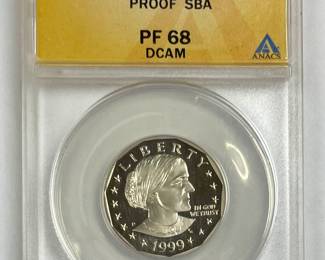 PROOF SBA
PF 68
DCAM
ANACS
LIBERTY
P
IN GOD
WE TRUST
1999